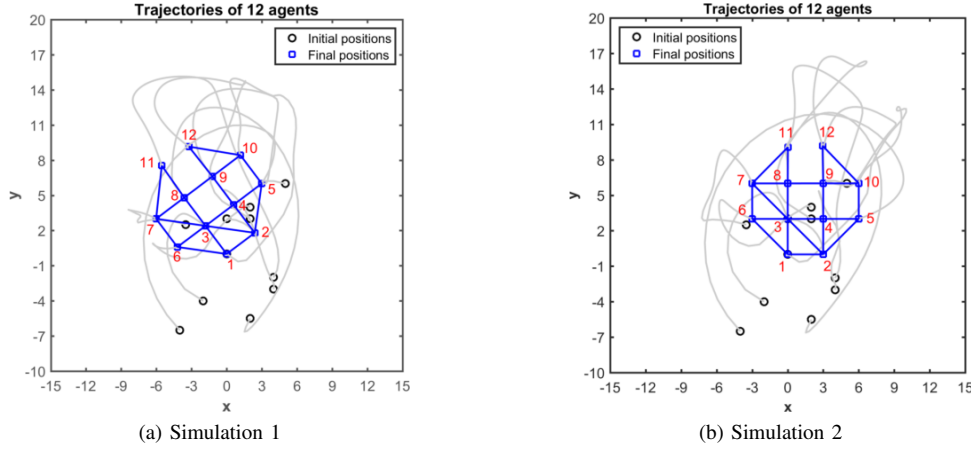 Trajectories of 12 agents
20
17
14
11
8
5
2
-1
-4
-7
-10
y
Initial positions
Final positions
12
10
11
9
5
8
4
7
3
2
6
1
-15 -12 -9 -6 -3 0 3 6 9 12 15
x
(a) Simulation 1
Trajectories of 12 agents
20
17
14
11
8
5
2
-1
-4
-7
-10
y
Initial positions
Final positions
11 12
7 8 9 10
6 3 4 5
1 2
-15 -12 -9 -6 -3 0 3 6 9 12 15
x
(b) Simulation 2